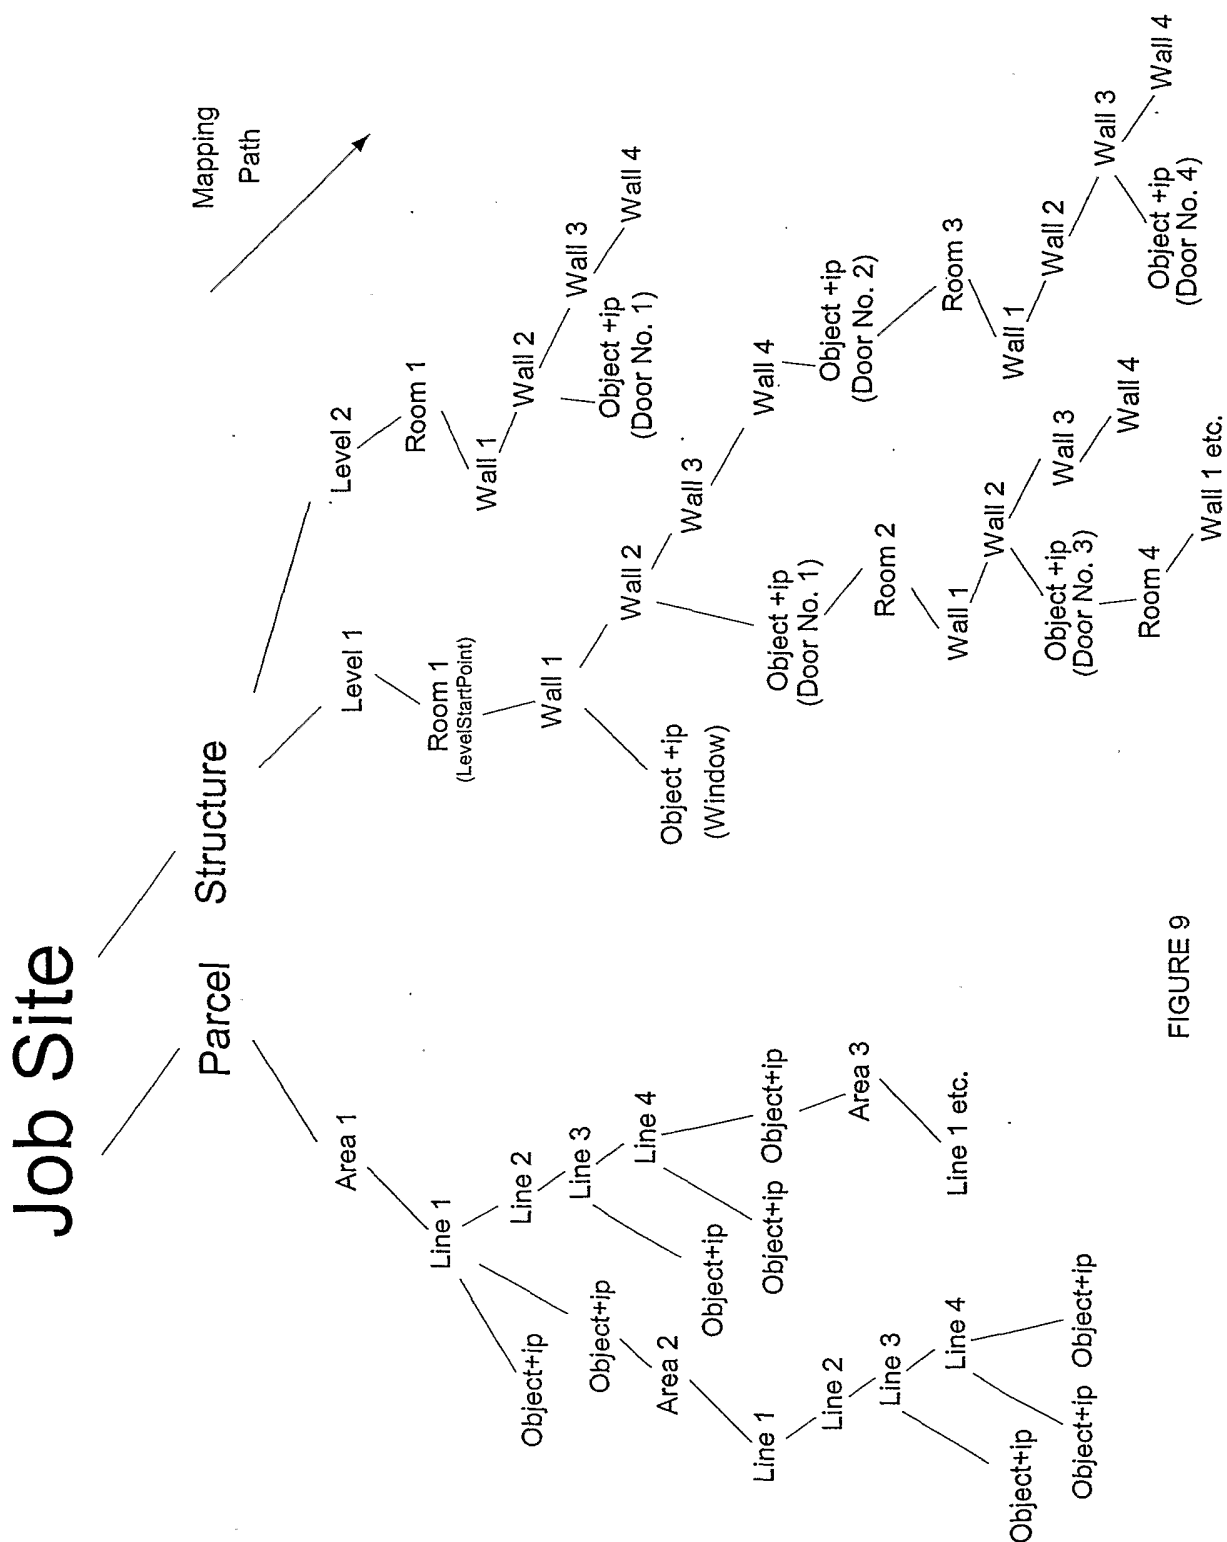 Job Site
Parcel
Structure
Mapping
Path
Area 1
Line 1
Object+ip
Line 2
Object+ip
Line 3
Line 4
Area 2
Object+ip
Object+ip
Object+ip
Line 1
Line 2
Area 3
Line 3
Line 4
Line 1 etc.
Object+ip
Object+ip
Object+ip
Level 1
Room 1
(LevelStartPoint)
Wall 1
Object +ip
(Window)
Wall 2
Wall 3
Wall 4
Object +ip
(Door No. 1)
Room 2
Wall 1
Wall 2
Object +ip
(Door No. 3)
Wall 3
Wall 4
Room 4
Wall 1 etc.
Object +ip
(Door No. 2)
Room 3
Wall 1
Wall 2
Wall 3
Object +ip
(Door No. 4)
Wall 4
Level 2
Room 1
Wall 1
Wall 2
Object +ip
(Door No. 1)
Wall 3
Wall 4
FIGURE 9